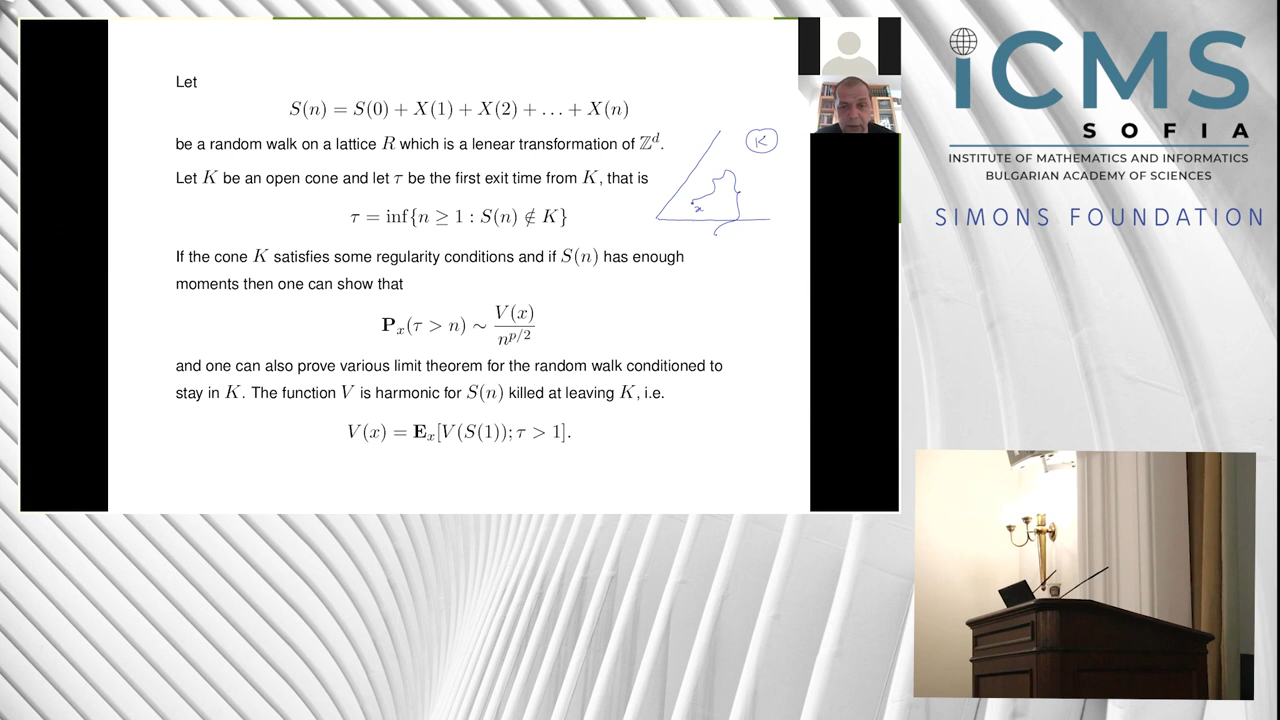 Let
S(n) = S(0) + X(1) + X(2) + … + X(n)
be a random walk on a lattice R which is a lenear transformation of ℤᵈ.
Let K be an open cone and let τ be the first exit time from K, that is
τ = inf{n ≥ 1 : S(n) ∉ K}
If the cone K satisfies some regularity conditions and if S(n) has enough
moments then one can show that
Pₓ(τ > n) ∼ V(x) / n^{p/2}
and one can also prove various limit theorem for the random walk conditioned to
stay in K. The function V is harmonic for S(n) killed at leaving K, i.e.
V(x) = Eₓ[V(S(1)); τ > 1].
K
x
iCMS
SOFIA
INSTITUTE OF MATHEMATICS AND INFORMATICS
BULGARIAN ACADEMY OF SCIENCES
SIMONS FOUNDATION